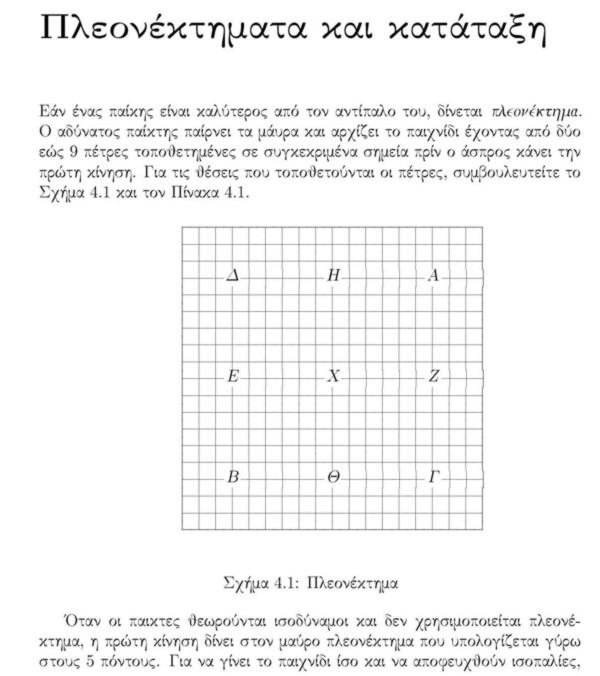 Πλεονέκτηματα και κατάταξη
Εάν ένας παίκης είναι καλύτερος από τον αντίπαλο του, δίνεται πλεονέκτημα.
Ο αδύνατος παίκτης παίρνει τα μάυρα και αρχίζει το παιχνίδι έχοντας από δύο
εώς 9 πέτρες τοποθετημένες σε συγκεκριμένα σημεία πρίν ο άσπρος κάνει την
πρώτη κίνηση. Για τις θέσεις που τοποθετούνται οι πέτρες, συμβουλευτείτε το
Σχήμα 4.1 και τον Πίνακα 4.1.
Δ Η Α
Ε Χ Ζ
Β Θ Γ
Σχήμα 4.1: Πλεονέκτημα
Όταν οι παικτες θεωρούνται ισοδύναμοι και δεν χρησιμοποιείται πλεονέ-
κτημα, η πρώτη κίνηση δίνει στον μαύρο πλεονέκτημα που υπολογίζεται γύρω
στους 5 πόντους. Για να γίνει το παιχνίδι ίσο και να αποφευχθούν ισοπαλίες,